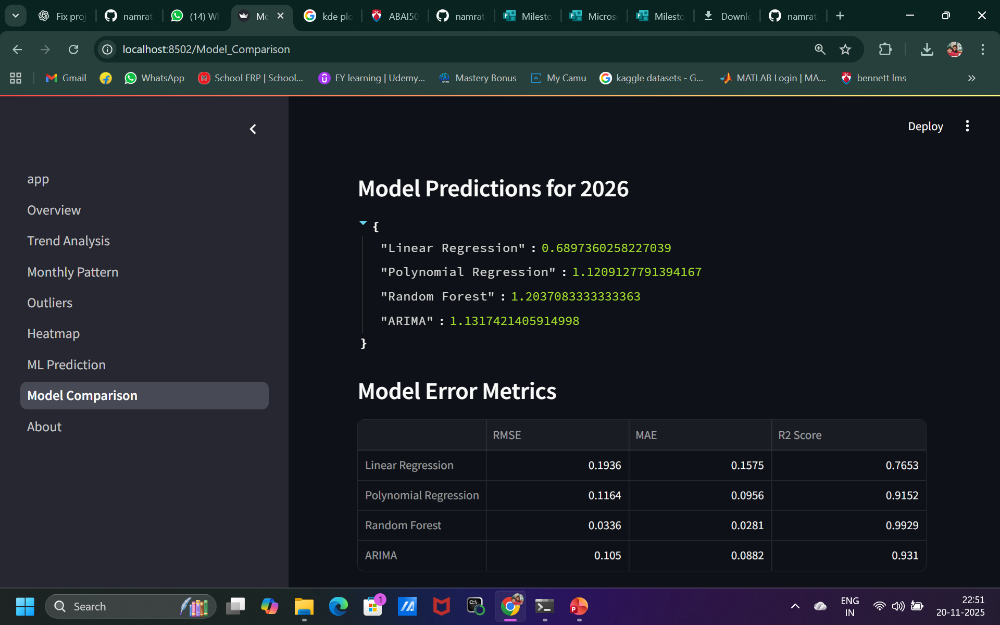 Fix proj
namrat
(14) Wh
Mo
kde plo
ABAI50
namrat
Milesto
Micros
Milesto
Downlo
namrat
localhost:8502/Model_Comparison
Gmail
WhatsApp
School ERP | School...
EY learning | Udemy...
Mastery Bonus
My Camu
kaggle datasets - G...
MATLAB Login | MA...
bennett lms
Deploy
app
Overview
Trend Analysis
Monthly Pattern
Outliers
Heatmap
ML Prediction
Model Comparison
About
Model Predictions for 2026
{
"Linear Regression" : 0.6897360258227039
"Polynomial Regression" : 1.1209127791394167
"Random Forest" : 1.2037083333333363
"ARIMA" : 1.1317421405914998
}
Model Error Metrics
RMSE MAE R2 Score
Linear Regression 0.1936 0.1575 0.7653
Polynomial Regression 0.1164 0.0956 0.9152
Random Forest 0.0336 0.0281 0.9929
ARIMA 0.105 0.0882 0.931
Search
1
ENG
IN
22:51
20-11-2025